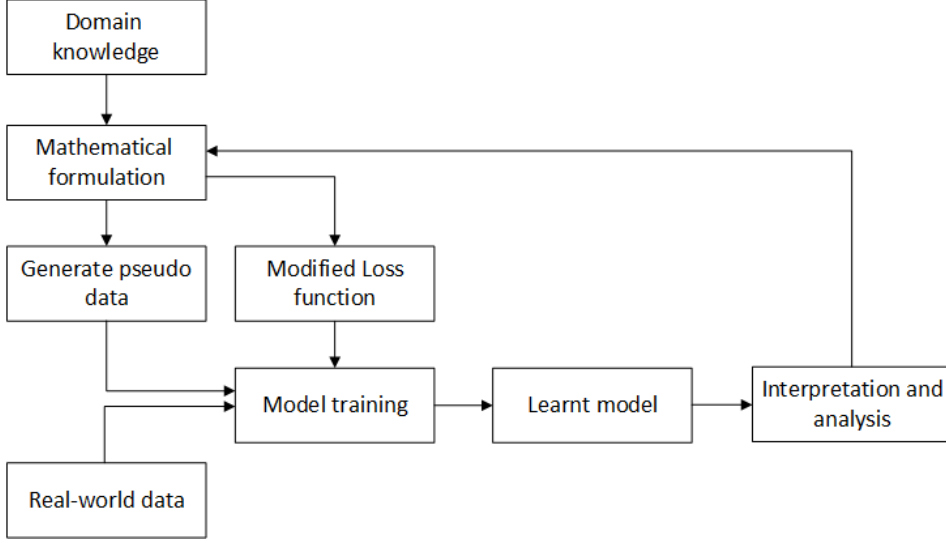 Domain
knowledge
Mathematical
formulation
Generate pseudo
data
Modified Loss
function
Model training
Learnt model
Interpretation and
analysis
Real-world data